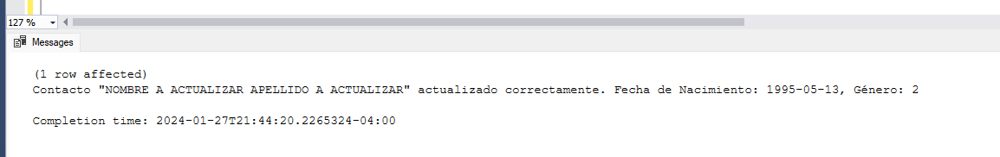 127 %
Messages
(1 row affected)
Contacto "NOMBRE A ACTUALIZAR APELLIDO A ACTUALIZAR" actualizado correctamente. Fecha de Nacimiento: 1995-05-13, Género: 2
Completion time: 2024-01-27T21:44:20.2265324-04:00